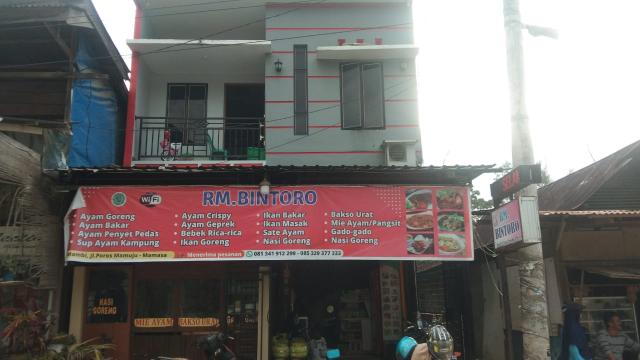 WiFi
RM.BINTORO
Ayam Goreng
Ayam Bakar
Ayam Penyet Pedas
Sup Ayam Kampung
Ayam Crispy
Ayam Geprek
Bebek Rica-rica
Ikan Goreng
Ikan Bakar
Ikan Masak
Sate Ayam
Nasi Goreng
Bakso Urat
Mie Ayam/Pangsit
Gado-gado
Nasi Goreng
Jl.Poros Mamuju - Mamasa
Menerima pesanan
081 341 912 299 - 085 329 377 333
RM.
BINTORO
NASI
GORENG
MIE AYAM
BAKSO URAT